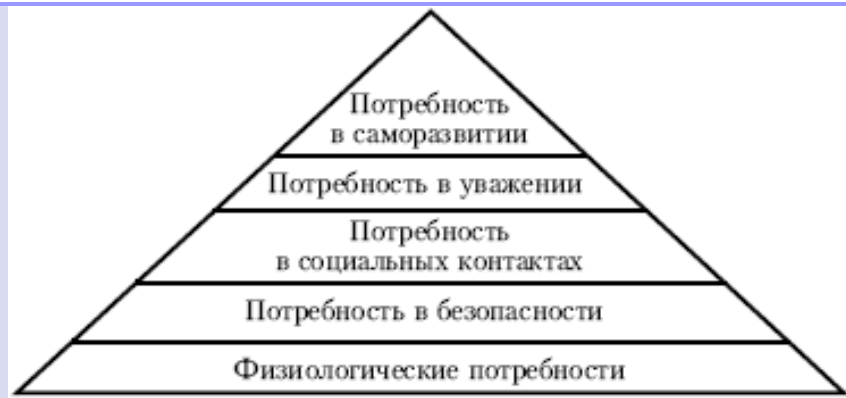 Потребность
в саморазвитии
Потребность в уважении
Потребность
в социальных контактах
Потребность в безопасности
Физиологические потребности